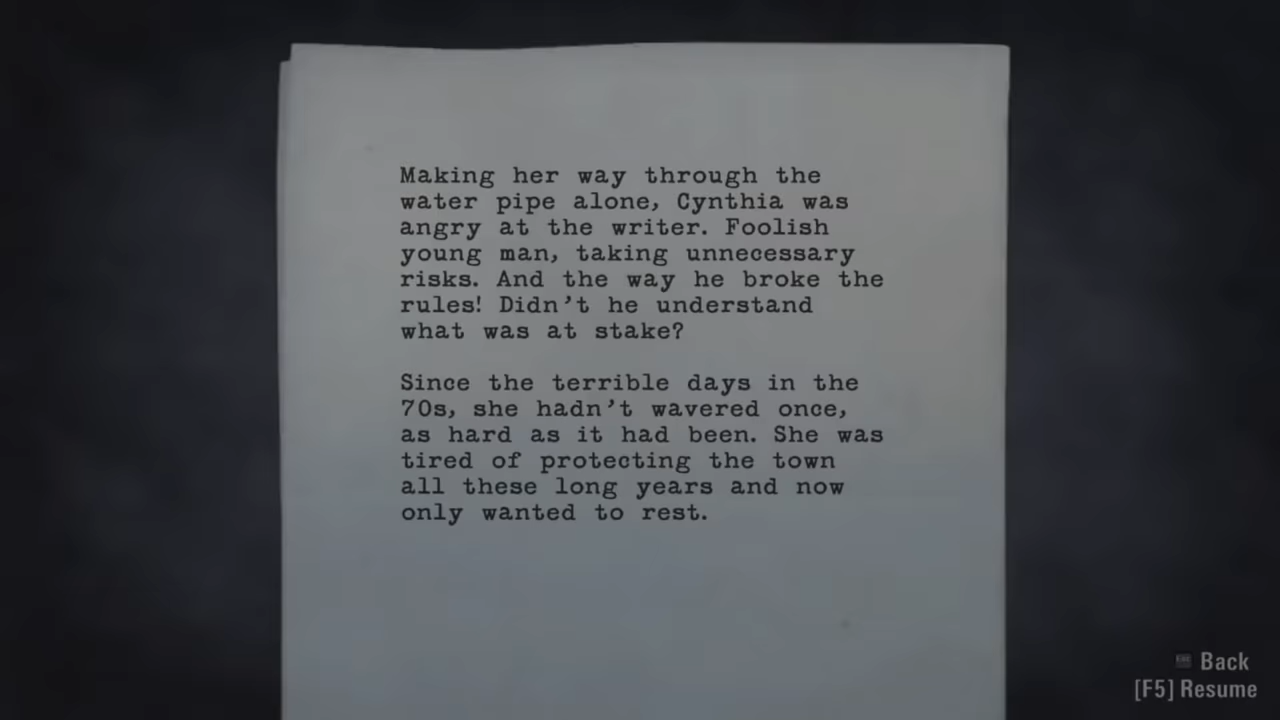 Making her way through the
water pipe alone, Cynthia was
angry at the writer. Foolish
young man, taking unnecessary
risks. And the way he broke the
rules! Didn't he understand
what was at stake?
Since the terrible days in the
70s, she hadn't wavered once,
as hard as it had been. She was
tired of protecting the town
all these long years and now
only wanted to rest.
Back
[F5] Resume